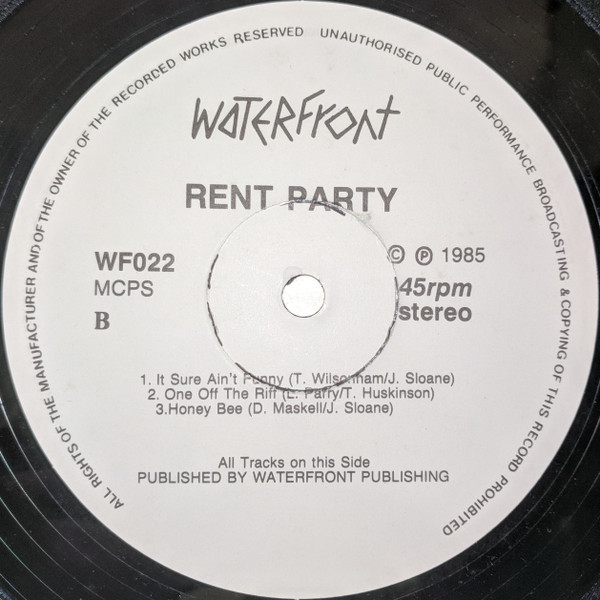 ALL RIGHTS OF THE MANUFACTURER AND OF THE OWNER OF THE RECORDED WORKS RESERVED UNAUTHORISED PUBLIC PERFORMANCE BROADCASTING & COPYING OF THIS RECORD PROHIBITED
WATERFRONT
RENT PARTY
WF022 © ℗ 1985
MCPS 45rpm
B stereo
1. It Sure Ain't Funny (T. Wilsonham/J. Sloane)
2. One Off The Riff (L. Parry/T. Huskinson)
3.Honey Bee (D. Maskell/J. Sloane)
All Tracks on this Side
PUBLISHED BY WATERFRONT PUBLISHING